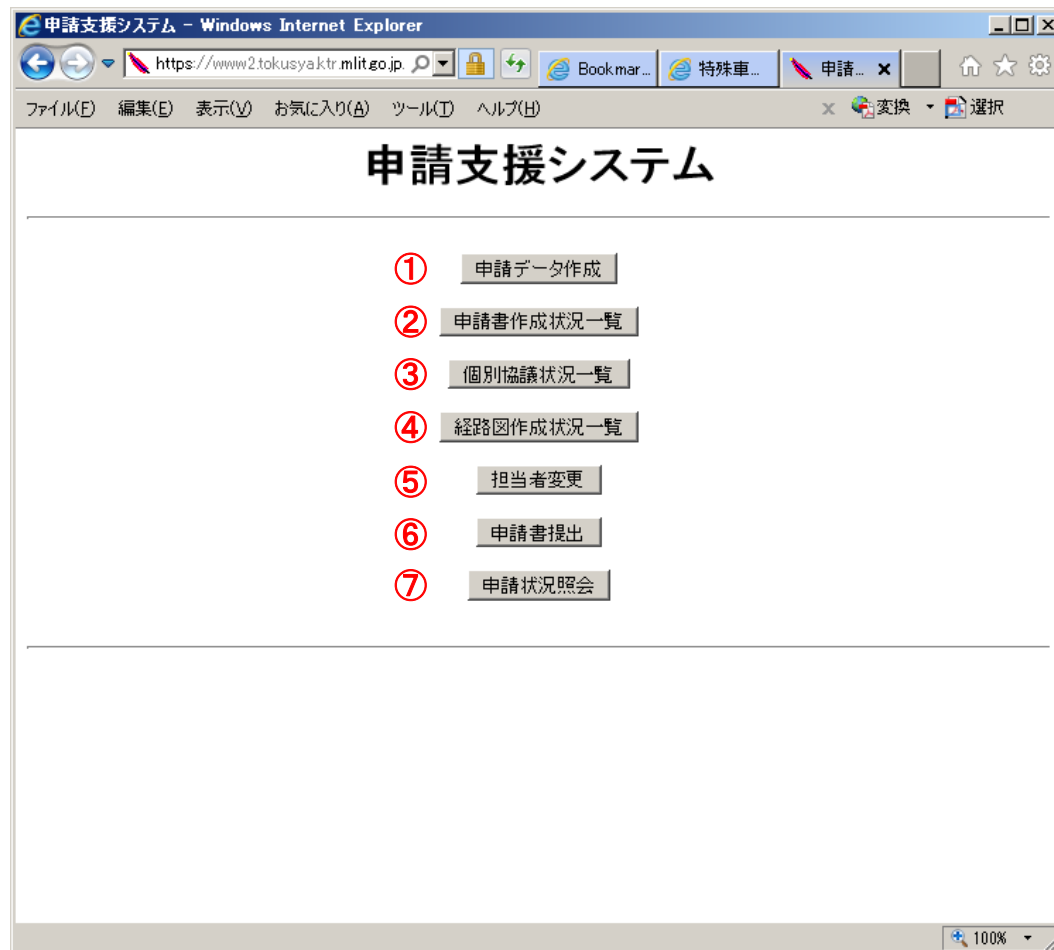 申請支援システム - Windows Internet Explorer
https://www2.tokusya.ktr.mlit.go.jp.
Bookmar...
特殊車...
申請...
ファイル(F) 編集(E) 表示(V) お気に入り(A) ツール(T) ヘルプ(H)
x 変換 選択
申請支援システム
① 申請データ作成
② 申請書作成状況一覧
③ 個別協議状況一覧
④ 経路図作成状況一覧
⑤ 担当者変更
⑥ 申請書提出
⑦ 申請状況照会
100%